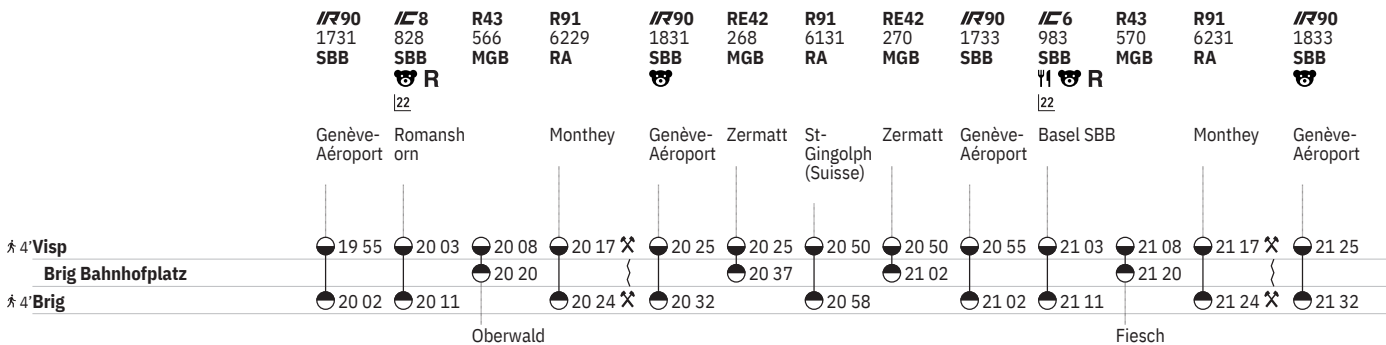 IR90 IC8 R43 R91 IR90 RE42 R91 RE42 IR90 IC6 R43 R91 IR90
1731 828 566 6229 1831 268 6131 270 1733 983 570 6231 1833
SBB SBB MGB RA SBB MGB RA MGB SBB SBB MGB RA SBB
R R
22 22
Genève- Romansh Monthey Genève- Zermatt St- Zermatt Genève- Basel SBB Monthey Genève-
Aéroport orn Aéroport Gingolph Aéroport Aéroport
(Suisse)
4' Visp 19 55 20 03 20 08 20 17 20 25 20 25 20 50 20 50 20 55 21 03 21 08 21 17 21 25
Brig Bahnhofplatz 20 20 20 37 21 02 21 20
4' Brig 20 02 20 11 20 24 20 32 20 58 21 02 21 11 21 24 21 32
Oberwald Fiesch